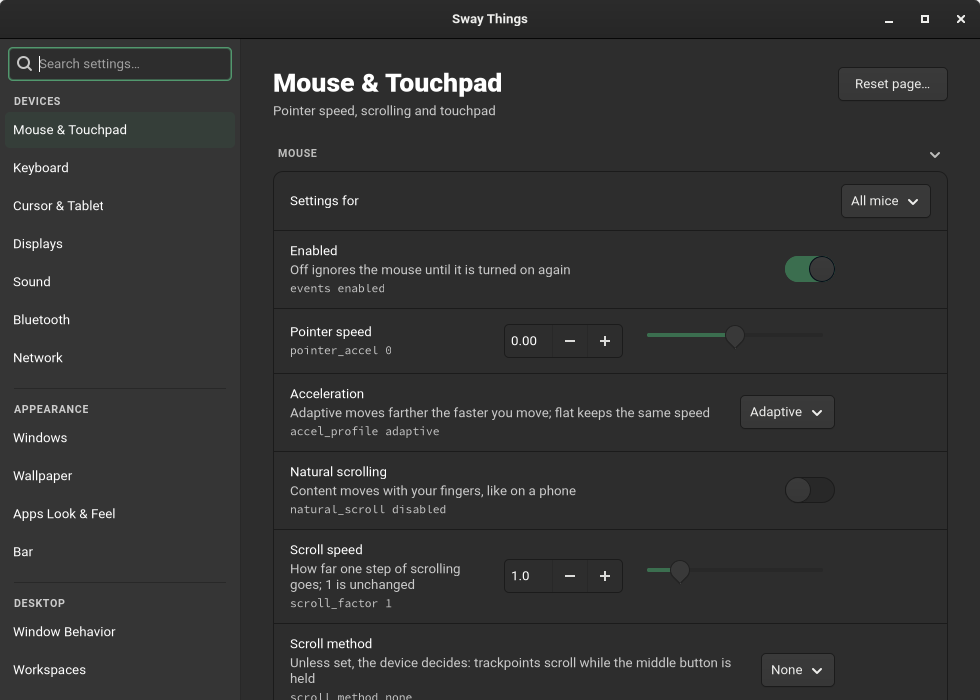 Sway Things
Search settings…
DEVICES
Mouse & Touchpad
Keyboard
Cursor & Tablet
Displays
Sound
Bluetooth
Network
APPEARANCE
Windows
Wallpaper
Apps Look & Feel
Bar
DESKTOP
Window Behavior
Workspaces
Mouse & Touchpad
Pointer speed, scrolling and touchpad
Reset page…
MOUSE
Settings for
All mice
Enabled
Off ignores the mouse until it is turned on again
events enabled
Pointer speed
pointer_accel 0
0.00
Acceleration
Adaptive moves farther the faster you move; flat keeps the same speed
accel_profile adaptive
Adaptive
Natural scrolling
Content moves with your fingers, like on a phone
natural_scroll disabled
Scroll speed
How far one step of scrolling
goes; 1 is unchanged
scroll_factor 1
1.0
Scroll method
Unless set, the device decides: trackpoints scroll while the middle button is
held
scroll_method none
None